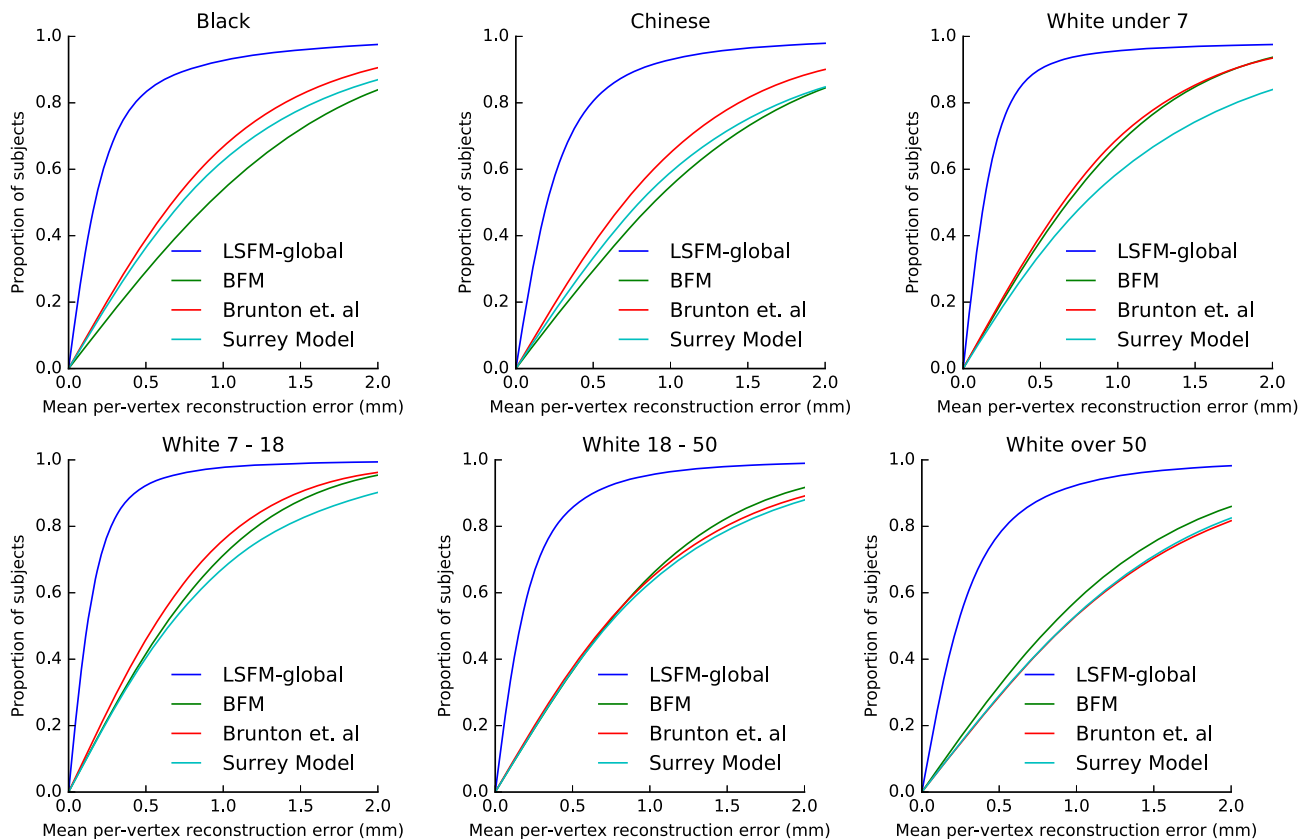 Black
Chinese
White under 7
1.0
0.8
0.6
0.4
0.2
0.0
Proportion of subjects
LSFM-global
BFM
Brunton et. al
Surrey Model
0.0 0.5 1.0 1.5 2.0
Mean per-vertex reconstruction error (mm)
1.0
0.8
0.6
0.4
0.2
0.0
Proportion of subjects
LSFM-global
BFM
Brunton et. al
Surrey Model
0.0 0.5 1.0 1.5 2.0
Mean per-vertex reconstruction error (mm)
1.0
0.8
0.6
0.4
0.2
0.0
Proportion of subjects
LSFM-global
BFM
Brunton et. al
Surrey Model
0.0 0.5 1.0 1.5 2.0
Mean per-vertex reconstruction error (mm)
White 7 - 18
White 18 - 50
White over 50
1.0
0.8
0.6
0.4
0.2
0.0
Proportion of subjects
LSFM-global
BFM
Brunton et. al
Surrey Model
0.0 0.5 1.0 1.5 2.0
Mean per-vertex reconstruction error (mm)
1.0
0.8
0.6
0.4
0.2
0.0
Proportion of subjects
LSFM-global
BFM
Brunton et. al
Surrey Model
0.0 0.5 1.0 1.5 2.0
Mean per-vertex reconstruction error (mm)
1.0
0.8
0.6
0.4
0.2
0.0
Proportion of subjects
LSFM-global
BFM
Brunton et. al
Surrey Model
0.0 0.5 1.0 1.5 2.0
Mean per-vertex reconstruction error (mm)